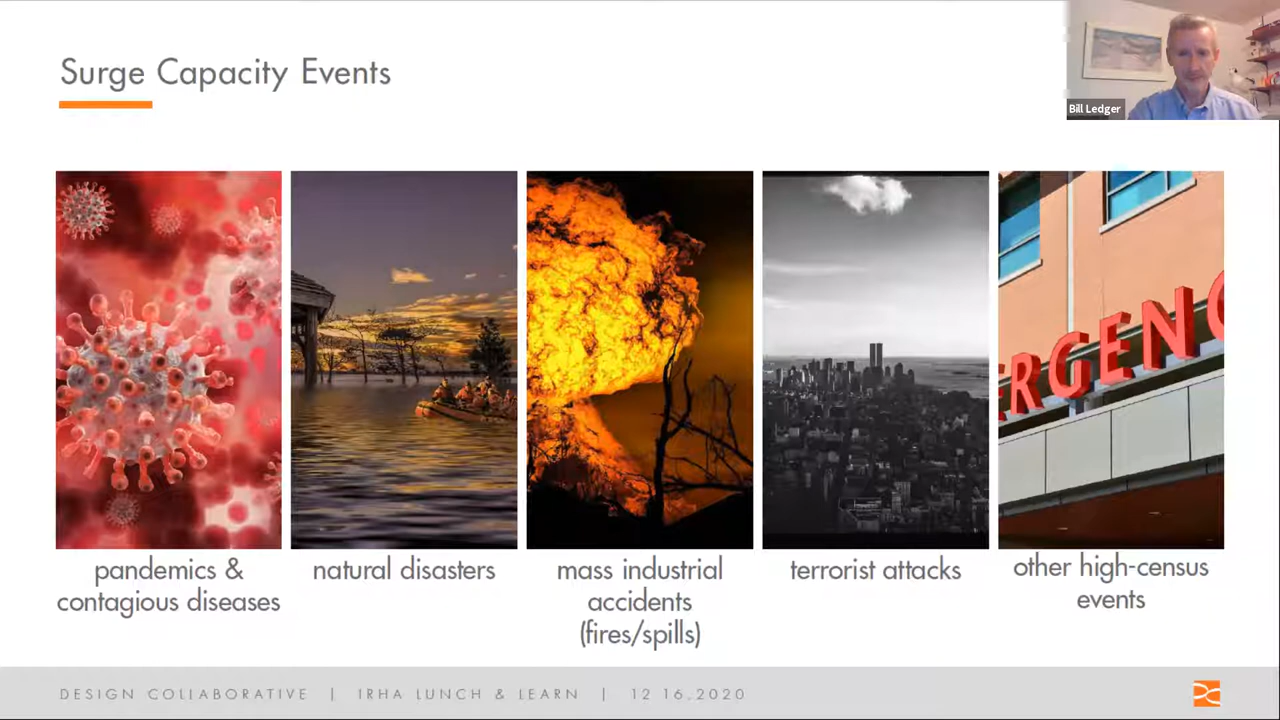 Surge Capacity Events
Bill Ledger
ERGENC
pandemics &
contagious diseases
natural disasters
mass industrial
accidents
(fires/spills)
terrorist attacks
other high-census
events
DESIGN COLLABORATIVE | IRHA LUNCH & LEARN | 12 16.2020